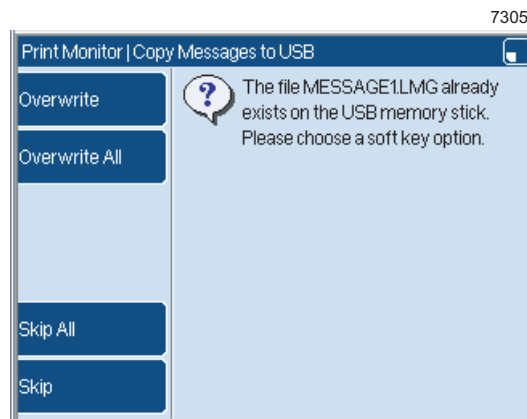 7305
Print Monitor | Copy Messages to USB
Overwrite
Overwrite All
Skip All
Skip
The file MESSAGE1.LMG already
exists on the USB memory stick.
Please choose a soft key option.